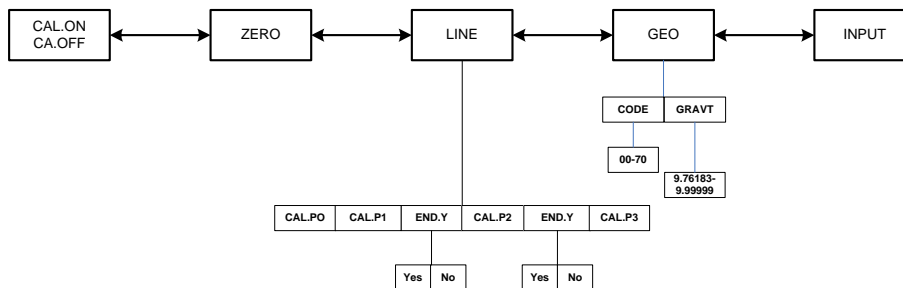 CAL.ON
CA.OFF
ZERO
LINE
GEO
INPUT
CODE
GRAVT
00-70
9.76183-
9.99999
CAL.PO
CAL.P1
END.Y
CAL.P2
END.Y
CAL.P3
Yes
No
Yes
No